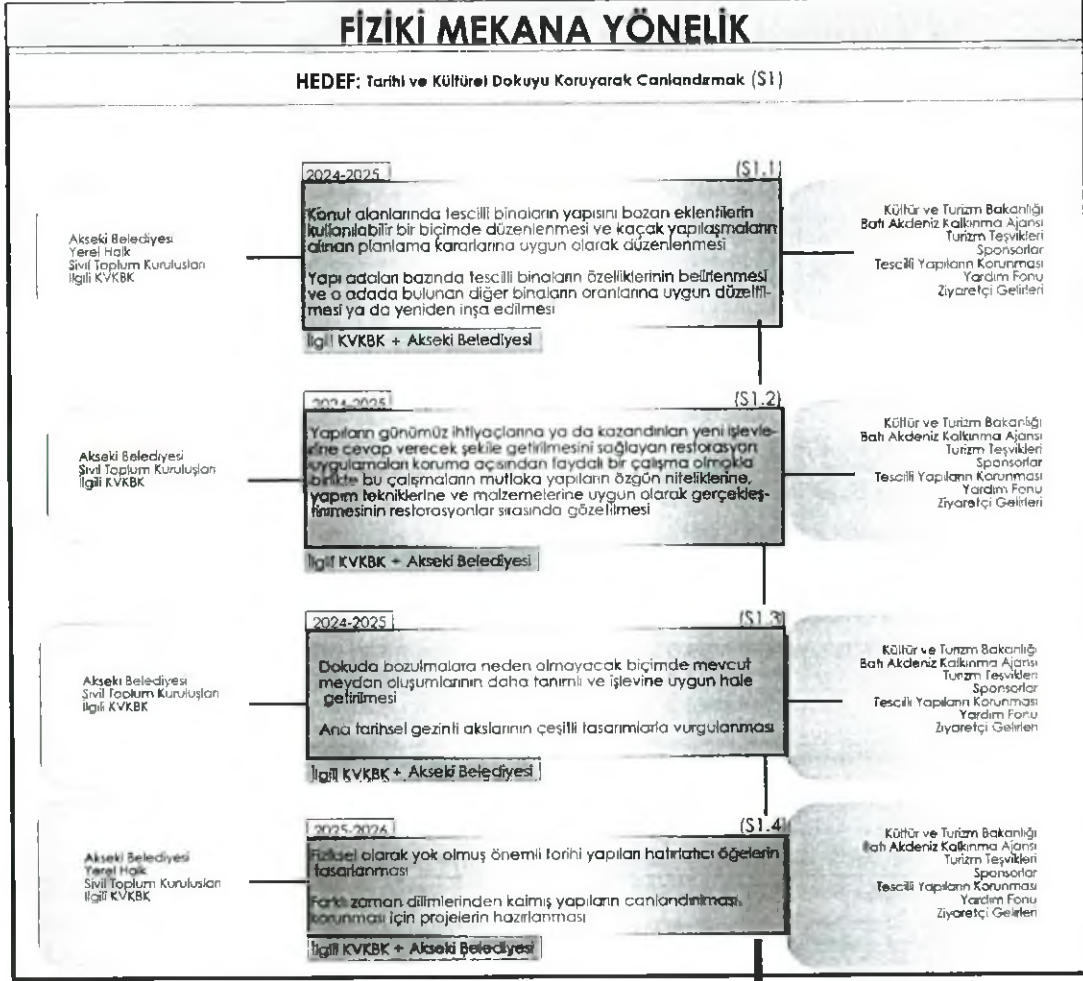 FİZİKİ MEKANA YÖNELİK
HEDEF: Tarihi ve Kültürel Dokuyu Koruyarak Canlandırmak (S1)
2024-2025
(S1.1)
Akseki Belediyesi
Yerel Halk
Sivil Toplum Kuruluşları
İlgili KVKBK
Konut alanlarında tescilli binaların yapısını bozan eklentilerin
kullanılabilir bir biçimde düzenlenmesi ve kaçak yapılaşmaların
alınan planlama kararlarına uygun olarak düzenlenmesi
Yapı adaları bazında tescilli binaların özelliklerinin belirlenmesi
ve o adada bulunan diğer binaların oranlarına uygun düzeltil-
mesi ya da yeniden inşa edilmesi
İlgili KVKBK + Akseki Belediyesi
Kültür ve Turizm Bakanlığı
Batı Akdeniz Kalkınma Ajansı
Turizm Teşvikleri
Sponsorlar
Tescilli Yapıların Korunması
Yardım Fonu
Ziyaretçi Gelirleri
2024-2025
(S1.2)
Akseki Belediyesi
Sivil Toplum Kuruluşları
İlgili KVKBK
Yapıların günümüz ihtiyaçlarına ya da kazandırılan yeni işlevle-
rine cevap verecek şekile getirilmesini sağlayan restorasyon
uygulamaları koruma açısından faydalı bir çalışma olmakla
birlikte bu çalışmaların mutlaka yapıların özgün niteliklerine,
yapım tekniklerine ve malzemelerine uygun olarak gerçekleş-
tirilmesinin restorasyonlar sırasında gözetilmesi
İlgili KVKBK + Akseki Belediyesi
Kültür ve Turizm Bakanlığı
Batı Akdeniz Kalkınma Ajansı
Turizm Teşvikleri
Sponsorlar
Tescilli Yapıların Korunması
Yardım Fonu
Ziyaretçi Gelirleri
2024-2025
(S1.3)
Akseki Belediyesi
Sivil Toplum Kuruluşları
İlgili KVKBK
Dokuda bozulmalara neden olmayacak biçimde mevcut
meydan oluşumlarının daha tanımlı ve işlevine uygun hale
getirilmesi
Ana tarihsel gezinti akslarının çeşitli tasarımlarla vurgulanması
İlgili KVKBK + Akseki Belediyesi
Kültür ve Turizm Bakanlığı
Batı Akdeniz Kalkınma Ajansı
Turizm Teşvikleri
Sponsorlar
Tescilli Yapıların Korunması
Yardım Fonu
Ziyaretçi Gelirleri
2025-2026
(S1.4)
Akseki Belediyesi
Yerel Halk
Sivil Toplum Kuruluşları
İlgili KVKBK
Fiziksel olarak yok olmuş önemli tarihi yapıları hatırlatıcı öğelerin
tasarlanması
Farklı zaman dilimlerinden kalmış yapıların canlandırılması,
korunması için projelerin hazırlanması
İlgili KVKBK + Akseki Belediyesi
Kültür ve Turizm Bakanlığı
Batı Akdeniz Kalkınma Ajansı
Turizm Teşvikleri
Sponsorlar
Tescilli Yapıların Korunması
Yardım Fonu
Ziyaretçi Gelirleri